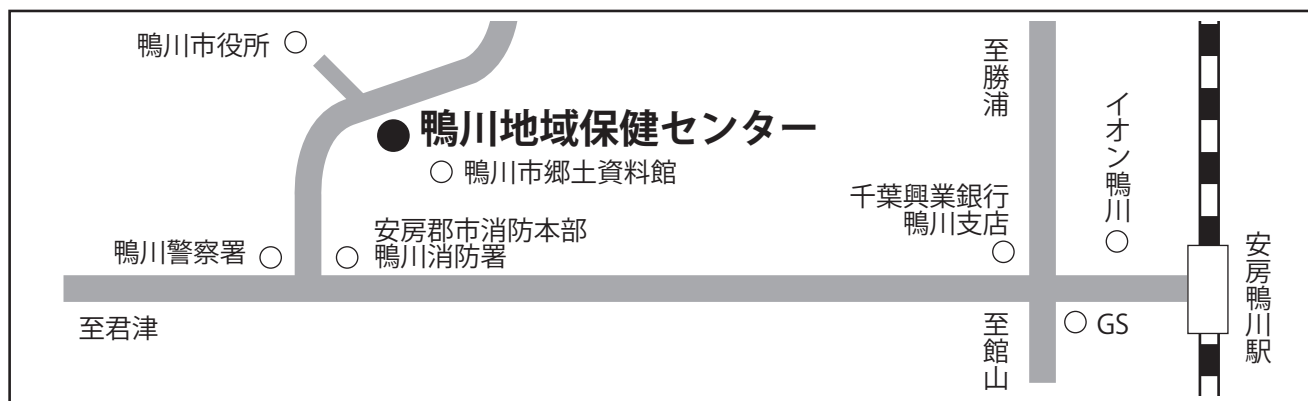 鴨川市役所
鴨川地域保健センター
鴨川市郷土資料館
安房郡市消防本部
鴨川消防署
鴨川警察署
至君津
千葉興業銀行
鴨川支店
至勝浦
至館山
イオン鴨川
GS
安房鴨川駅